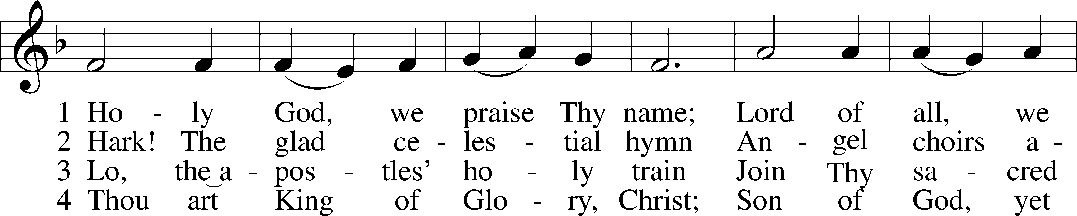 1 Ho - ly God, we praise Thy name; Lord of all, we
2 Hark! The glad ce - les - tial hymn An - gel choirs a -
3 Lo, the‿a - pos - tles' ho - ly train Join Thy sa - cred
4 Thou art King of Glo - ry, Christ; Son of God, yet